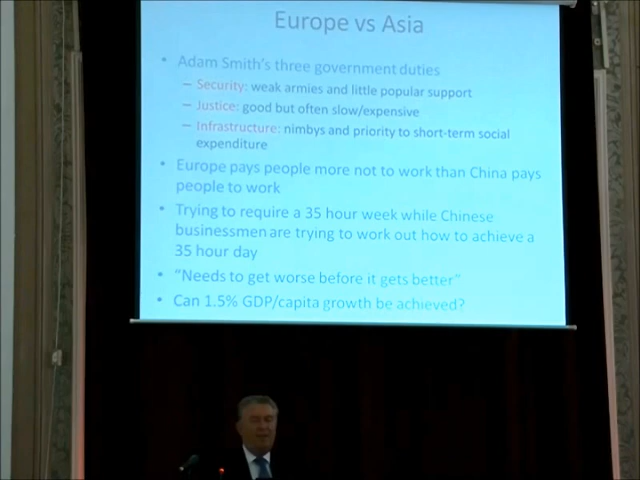 Europe vs Asia
• Adam Smith's three government duties
– Security: weak armies and little popular support
– Justice: good but often slow/expensive
– Infrastructure: nimbys and priority to short-term social
expenditure
• Europe pays people more not to work than China pays
people to work
• Trying to require a 35 hour week while Chinese
businessmen are trying to work out how to achieve a
35 hour day
• "Needs to get worse before it gets better"
• Can 1.5% GDP/capita growth be achieved?